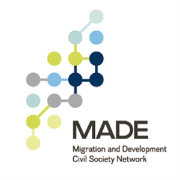 MADE
Migration and Development
Civil Society Network